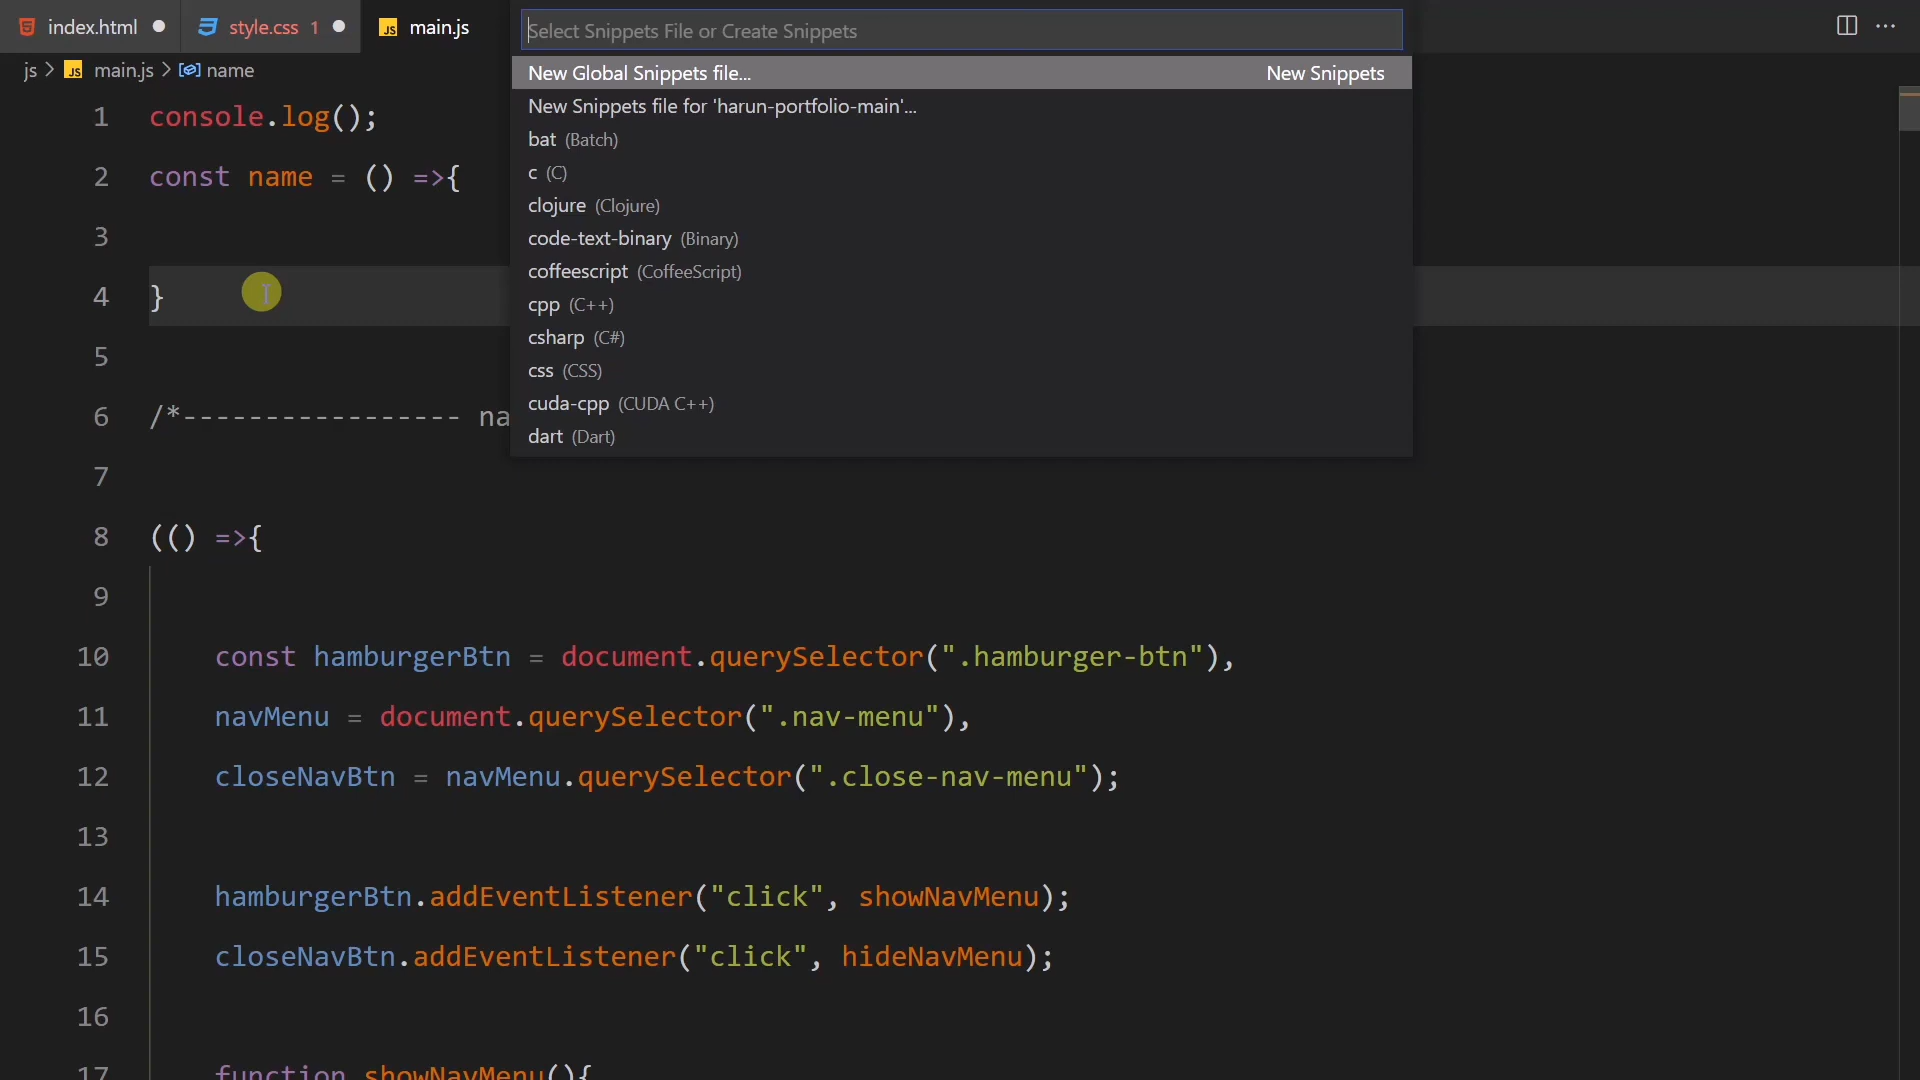 index.html
style.css 1
main.js
Select Snippets File or Create Snippets
js > JS main.js > name
New Global Snippets file... New Snippets
New Snippets file for 'harun-portfolio-main'...
bat (Batch)
c (C)
clojure (Clojure)
code-text-binary (Binary)
coffeescript (CoffeeScript)
cpp (C++)
csharp (C#)
css (CSS)
cuda-cpp (CUDA C++)
dart (Dart)
1 console.log();
2 const name = () =>{
3
4 }
5
6 /*----------------- na
7
8 (() =>{
9
10 const hamburgerBtn = document.querySelector(".hamburger-btn"),
11 navMenu = document.querySelector(".nav-menu"),
12 closeNavBtn = navMenu.querySelector(".close-nav-menu");
13
14 hamburgerBtn.addEventListener("click", showNavMenu);
15 closeNavBtn.addEventListener("click", hideNavMenu);
16
17 function showNavMenu(){